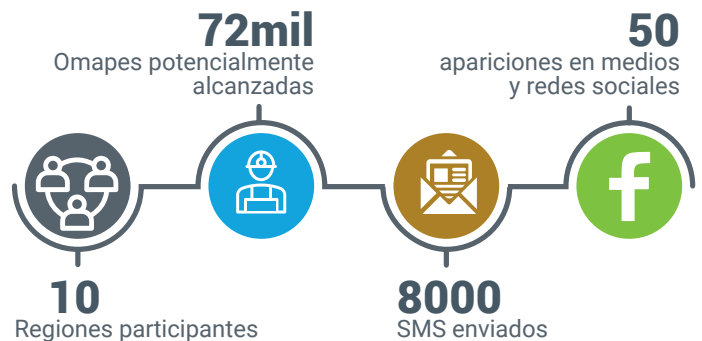 72mil
Omapes potencialmente
alcanzadas
50
apariciones en medios
y redes sociales
10
Regiones participantes
8000
SMS enviados